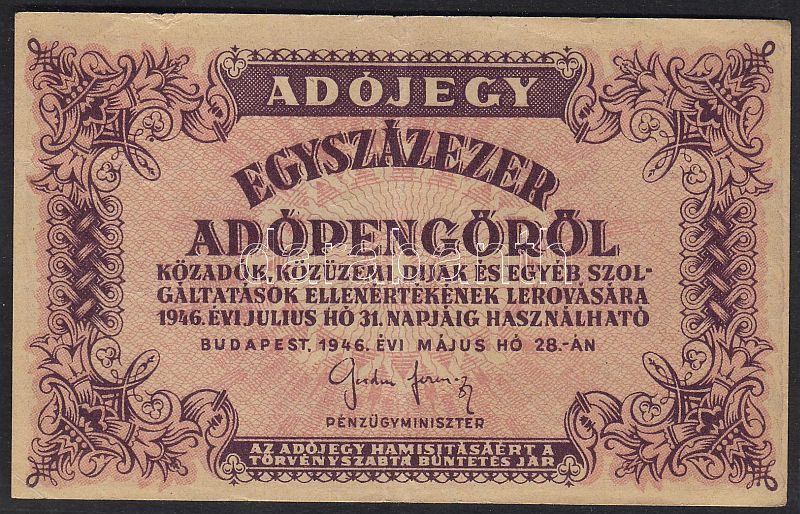 ADÓJEGY
EGYSZÁZEZER
ADÓPENGŐRŐL
KÖZADÓK, KÖZÜZEMI DIJAK ÉS EGYÉB SZOL-
GÁLTATÁSOK ELLENÉRTÉKÉNEK LEROVÁSÁRA
1946. ÉVI JULIUS HÓ 31. NAPJÁIG HASZNÁLHATÓ
BUDAPEST, 1946. ÉVI MÁJUS HÓ 28.-ÁN
PÉNZÜGYMINISZTER
AZ ADÓJEGY HAMISITÁSÁÉRT A
TÖRVÉNYSZABTA BÜNTETÉS JÁR